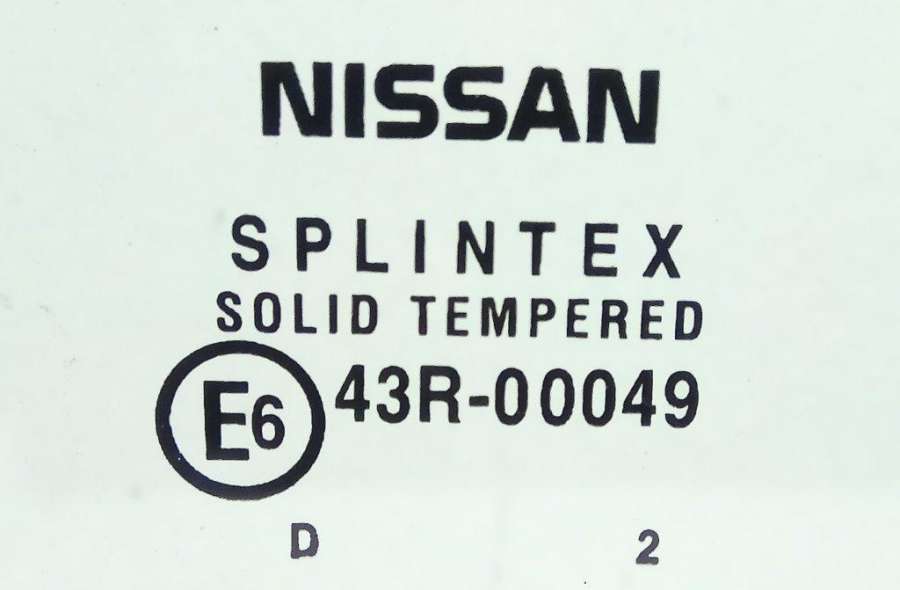 NISSAN
SPLINTEX
SOLID TEMPERED
E6 43R-00049
D 2